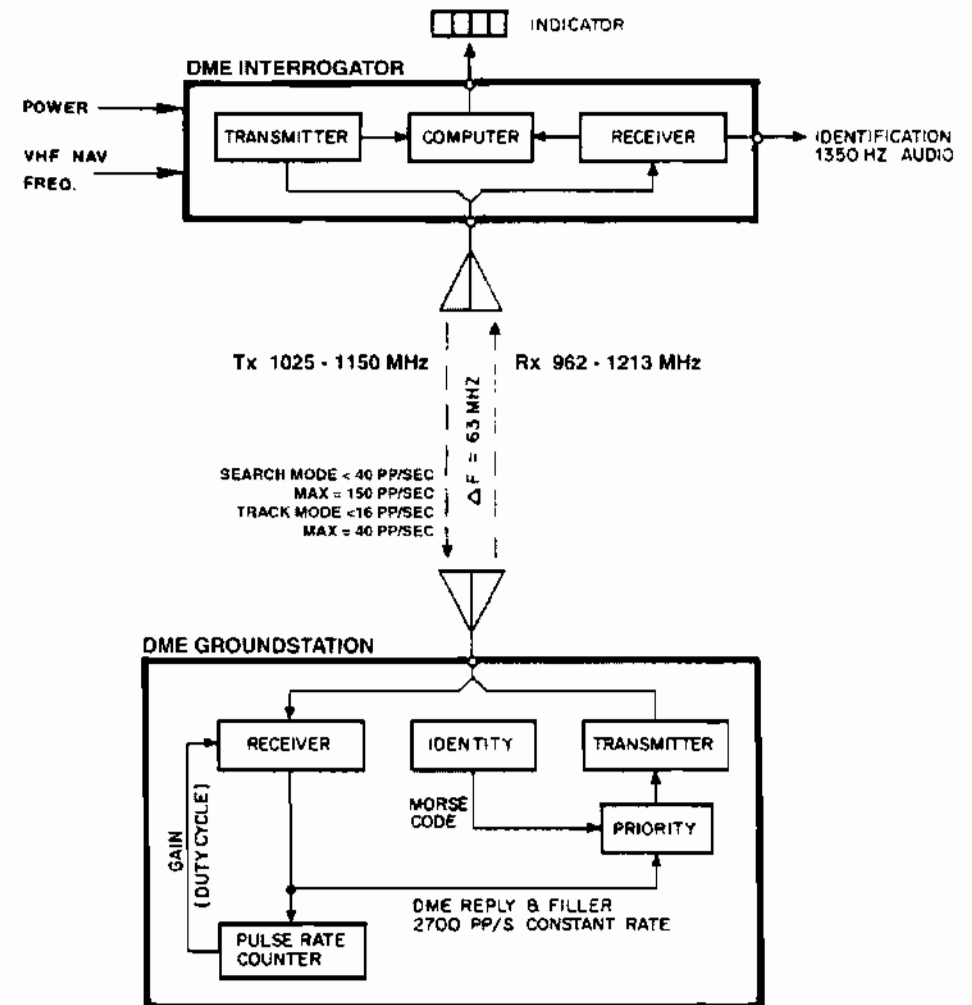 INDICATOR
DME INTERROGATOR
POWER
VHF NAV
FREQ.
TRANSMITTER
COMPUTER
RECEIVER
IDENTIFICATION
1350 HZ AUDIO
Tx 1025 - 1150 MHz
Rx 962 - 1213 MHz
Δ F = 63 MHZ
SEARCH MODE < 40 PP/SEC
MAX = 150 PP/SEC
TRACK MODE <16 PP/SEC
MAX = 40 PP/SEC
DME GROUNDSTATION
RECEIVER
IDENTITY
TRANSMITTER
MORSE
CODE
PRIORITY
GAIN
(DUTY CYCLE)
DME REPLY & FILLER
2700 PP/S CONSTANT RATE
PULSE RATE
COUNTER